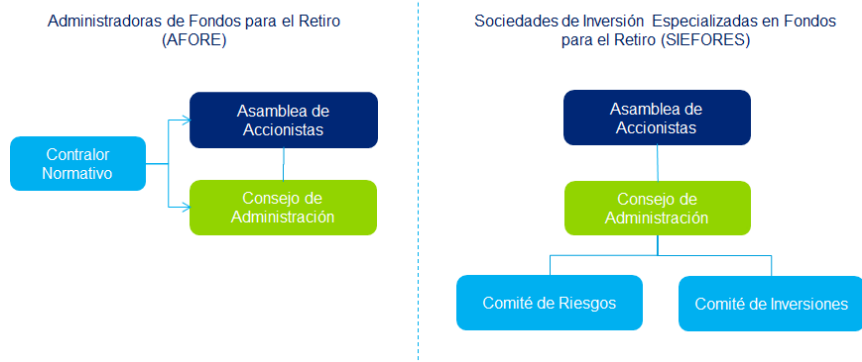 Administradoras de Fondos para el Retiro
(AFORE)
Asamblea de
Accionistas
Contralor
Normativo
Consejo de
Administración
Sociedades de Inversión Especializadas en Fondos
para el Retiro (SIEFORES)
Asamblea de
Accionistas
Consejo de
Administración
Comité de Riesgos
Comité de Inversiones